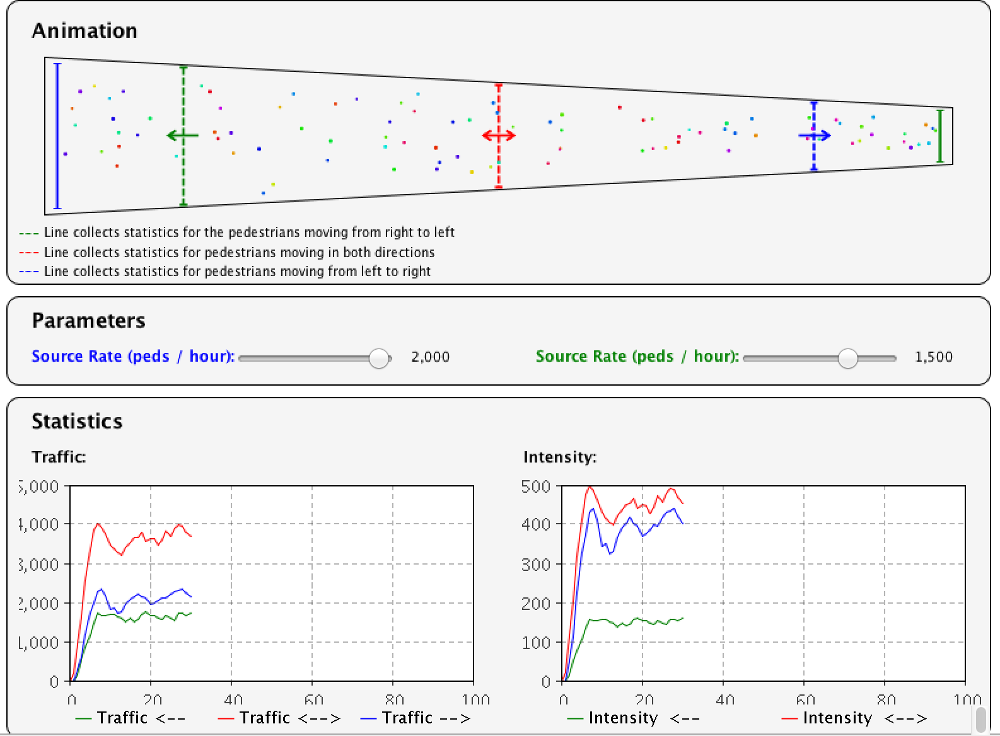 Animation
Line collects statistics for the pedestrians moving from right to left
Line collects statistics for pedestrians moving in both directions
Line collects statistics for pedestrians moving from left to right
Parameters
Source Rate (peds / hour): 2,000 Source Rate (peds / hour): 1,500
Statistics
Traffic: Intensity:
5,000 500
4,000 400
3,000 300
2,000 200
1,000 100
0 0
0 20 40 60 80 100 0 20 40 60 80 100
Traffic <-- Traffic <--> Traffic --> Intensity <-- Intensity <-->